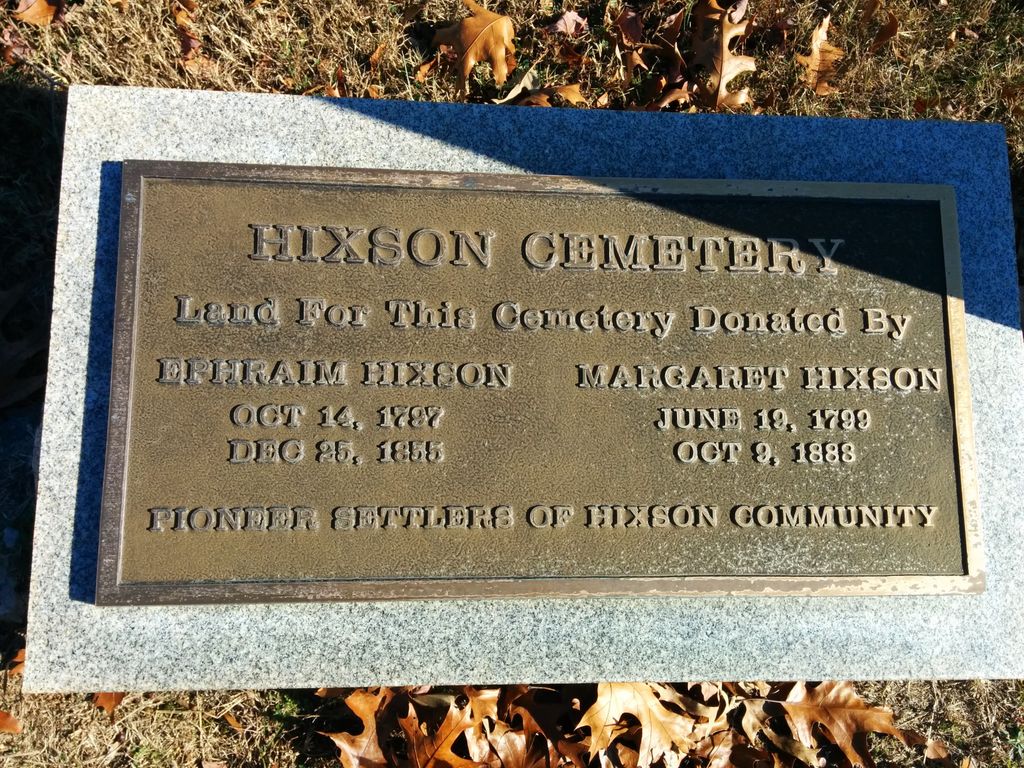 HIXSON CEMETERY
Land For This Cemetery Donated By
EPHRAIM HIXSON MARGARET HIXSON
OCT 14, 1797 JUNE 19, 1799
DEC 25, 1855 OCT 9, 1888
PIONEER SETTLERS OF HIXSON COMMUNITY